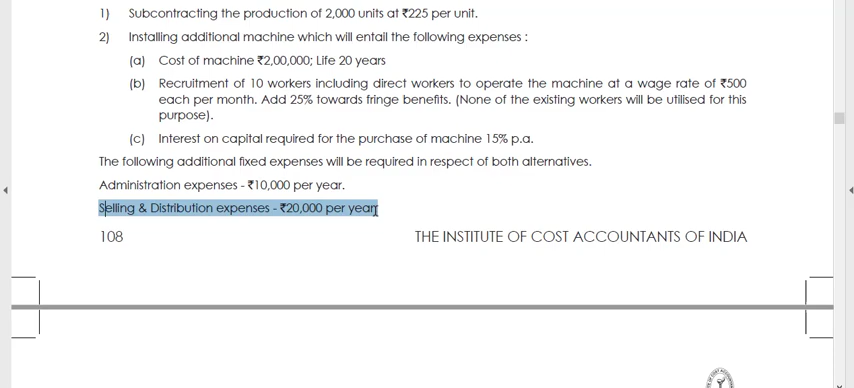 1) Subcontracting the production of 2,000 units at ₹225 per unit.
2) Installing additional machine which will entail the following expenses :
(a) Cost of machine ₹2,00,000; Life 20 years
(b) Recruitment of 10 workers including direct workers to operate the machine at a wage rate of ₹500
each per month. Add 25% towards fringe benefits. (None of the existing workers will be utilised for this
purpose).
(c) Interest on capital required for the purchase of machine 15% p.a.
The following additional fixed expenses will be required in respect of both alternatives.
Administration expenses - ₹10,000 per year.
Selling & Distribution expenses - ₹20,000 per year.
108 THE INSTITUTE OF COST ACCOUNTANTS OF INDIA